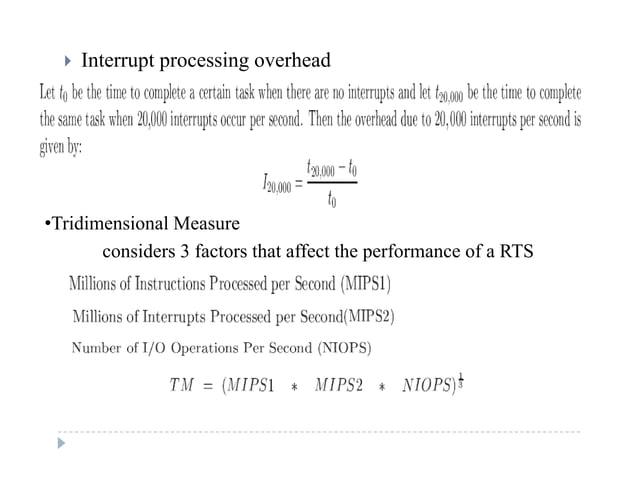 Interrupt processing overhead
Let t₀ be the time to complete a certain task when there are no interrupts and let t₂₀,₀₀₀ be the time to complete
the same task when 20,000 interrupts occur per second. Then the overhead due to 20,000 interrupts per second is
given by:
I₂₀,₀₀₀ = (t₂₀,₀₀₀ − t₀) / t₀
•Tridimensional Measure
considers 3 factors that affect the performance of a RTS
Millions of Instructions Processed per Second (MIPS1)
Millions of Interrupts Processed per Second(MIPS2)
Number of I/O Operations Per Second (NIOPS)
TM = (MIPS1 * MIPS2 * NIOPS)^(1/3)